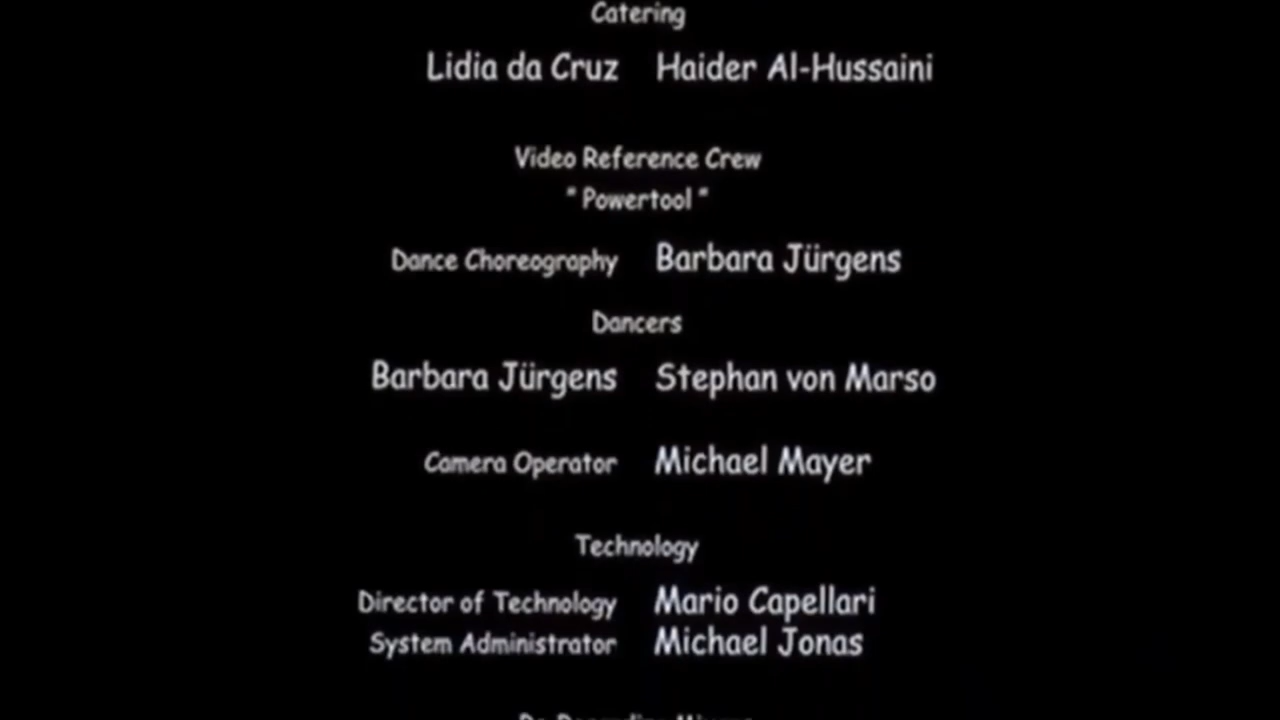 Catering
Lidia da Cruz Haider Al-Hussaini
Video Reference Crew
" Powertool "
Dance Choreography Barbara Jürgens
Dancers
Barbara Jürgens Stephan von Marso
Camera Operator Michael Mayer
Technology
Director of Technology Mario Capellari
System Administrator Michael Jonas